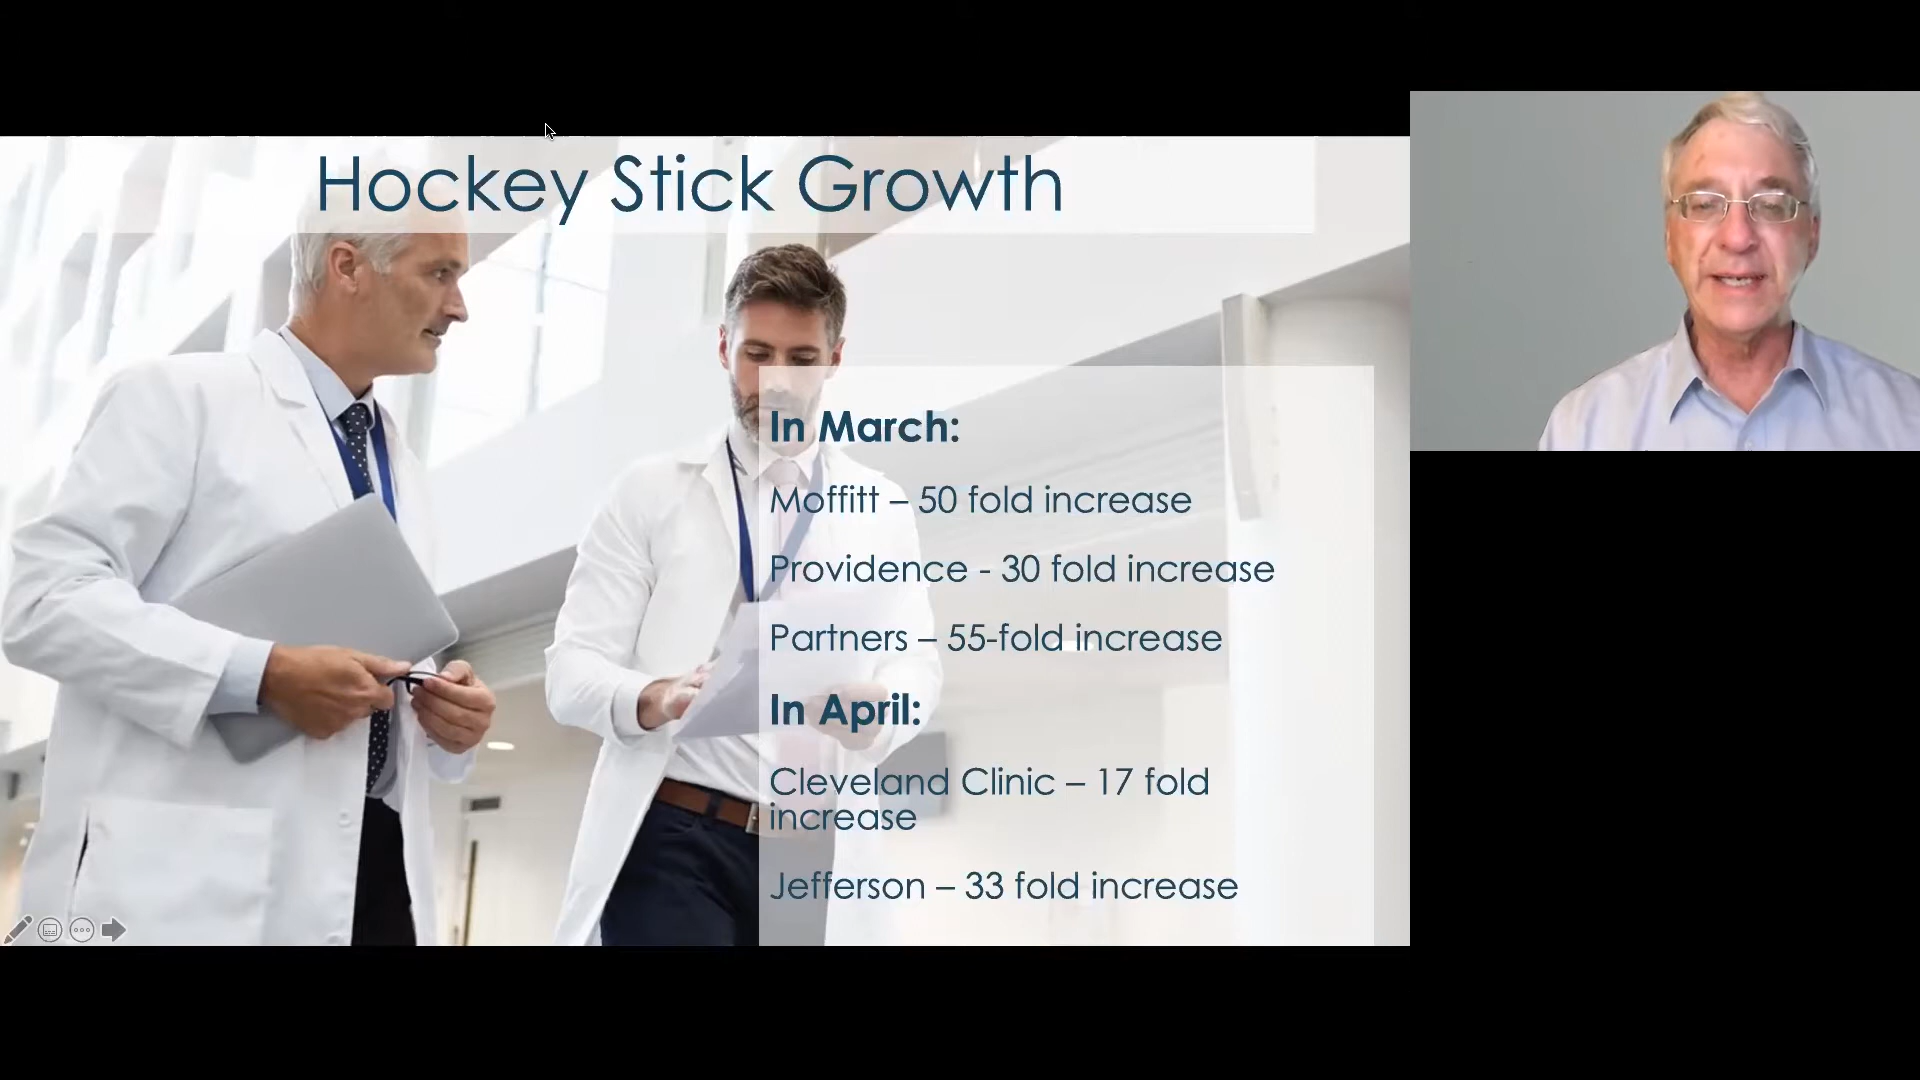 Hockey Stick Growth
In March:
Moffitt – 50 fold increase
Providence - 30 fold increase
Partners – 55-fold increase
In April:
Cleveland Clinic – 17 fold
increase
Jefferson – 33 fold increase